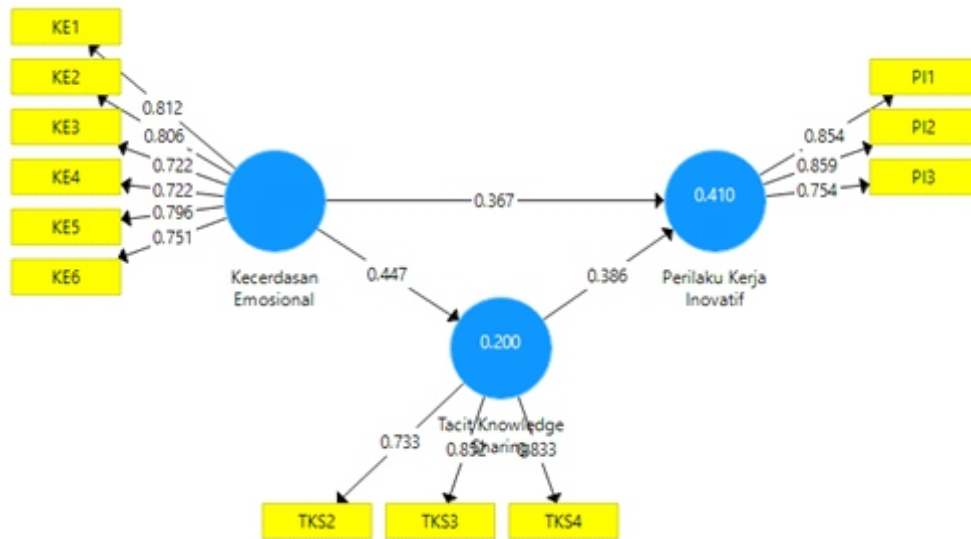 KE1
KE2
KE3
KE4
KE5
KE6
0.812
0.806
0.722
0.722
0.796
0.751
Kecerdasan
Emosional
0.367
0.447
0.386
0.410
Perilaku Kerja
Inovatif
0.854
0.859
0.754
PI1
PI2
PI3
0.200
Tacit Knowledge
Sharing
0.733
0.833
TKS2
TKS3
TKS4